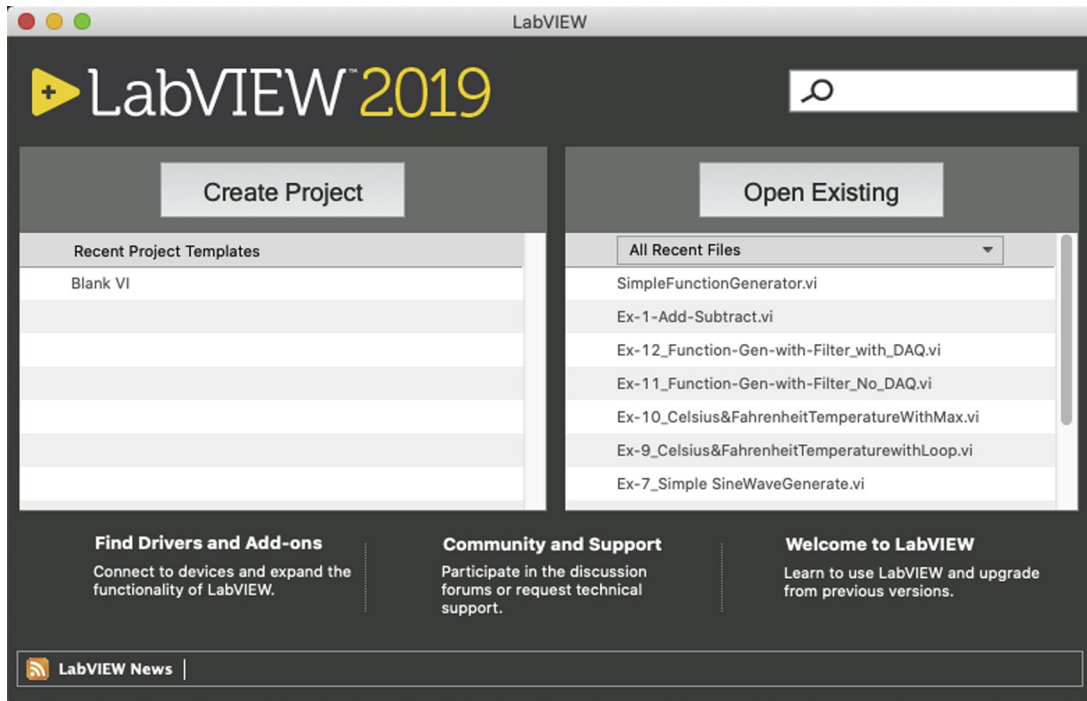 LabVIEW
LabVIEW™ 2019
Create Project
Recent Project Templates
Blank VI
Open Existing
All Recent Files
SimpleFunctionGenerator.vi
Ex-1-Add-Subtract.vi
Ex-12_Function-Gen-with-Filter_with_DAQ.vi
Ex-11_Function-Gen-with-Filter_No_DAQ.vi
Ex-10_Celsius&FahrenheitTemperatureWithMax.vi
Ex-9_Celsius&FahrenheitTemperaturewithLoop.vi
Ex-7_Simple SineWaveGenerate.vi
Find Drivers and Add-ons
Connect to devices and expand the
functionality of LabVIEW.
Community and Support
Participate in the discussion
forums or request technical
support.
Welcome to LabVIEW
Learn to use LabVIEW and upgrade
from previous versions.
LabVIEW News